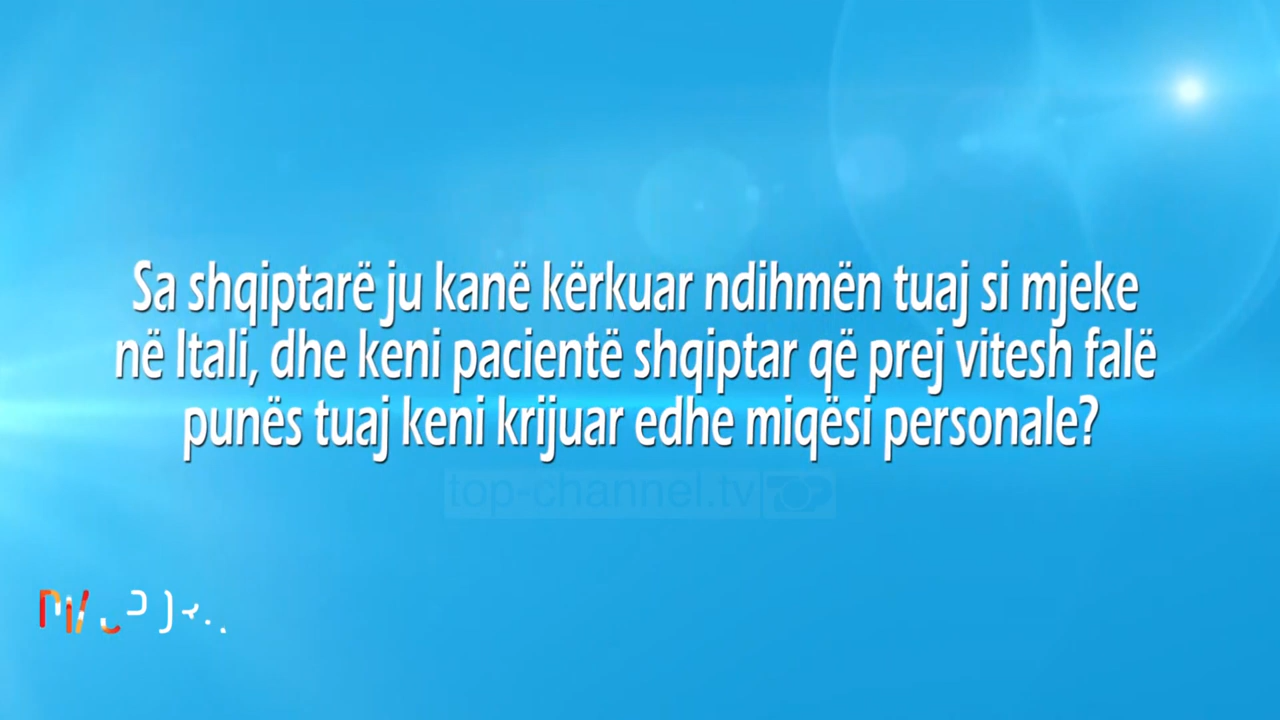 Sa shqiptarë ju kanë kërkuar ndihmën tuaj si mjeke
në Itali, dhe keni pacientë shqiptar që prej vitesh falë
punës tuaj keni krijuar edhe miqësi personale?
top-channel.tv TOP